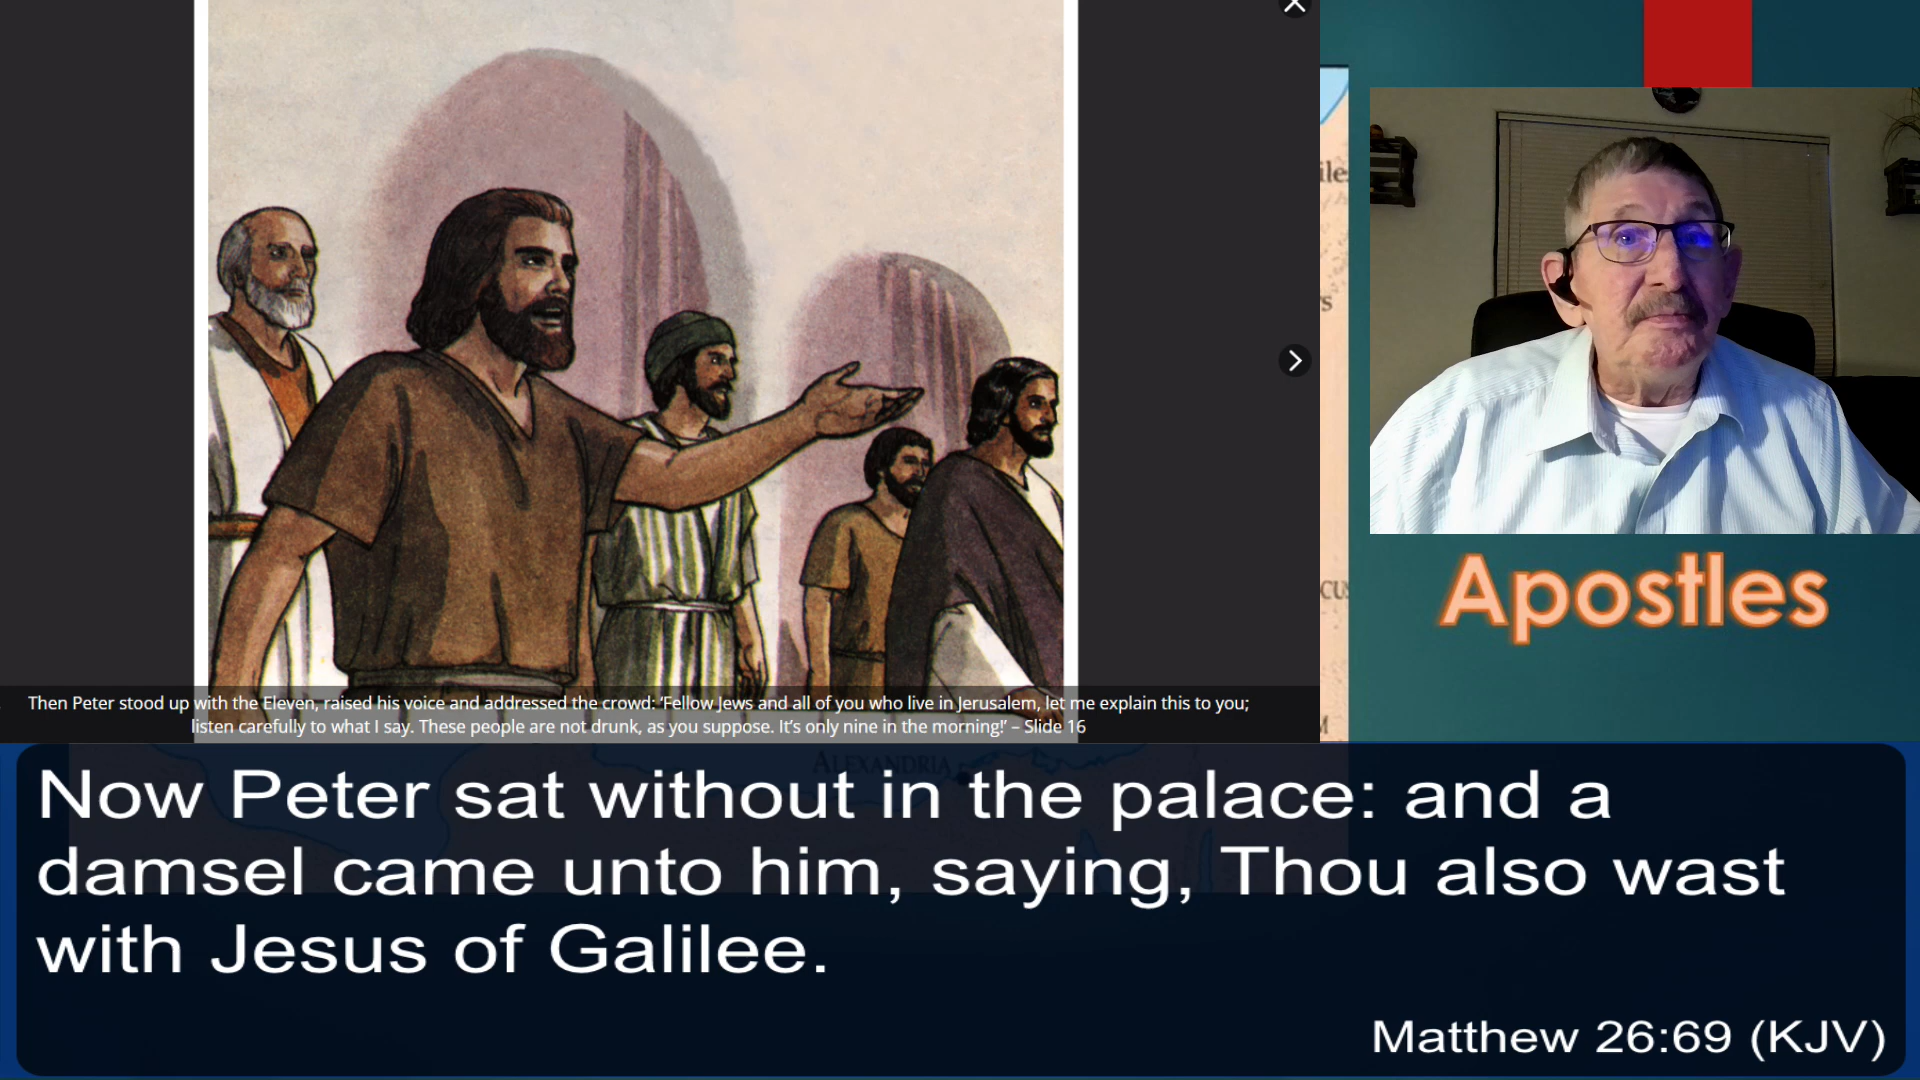 Then Peter stood up with the Eleven, raised his voice and addressed the crowd: ‘Fellow Jews and all of you who live in Jerusalem, let me explain this to you;
listen carefully to what I say. These people are not drunk, as you suppose. It’s only nine in the morning!’ – Slide 16
Apostles
ALEXANDRIA
Now Peter sat without in the palace: and a
damsel came unto him, saying, Thou also wast
with Jesus of Galilee.
Matthew 26:69 (KJV)